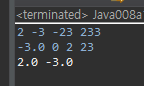 <terminated> Java008a
2 -3 -23 233
-3.0 0 2 23
2.0 -3.0